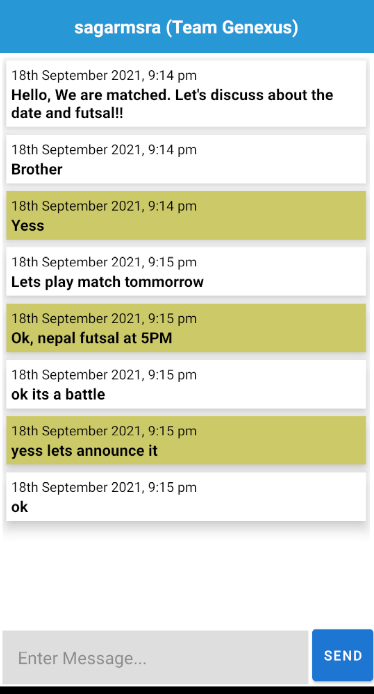 sagarmsra (Team Genexus)
18th September 2021, 9:14 pm
Hello, We are matched. Let's discuss about the
date and futsal!!
18th September 2021, 9:14 pm
Brother
18th September 2021, 9:14 pm
Yess
18th September 2021, 9:15 pm
Lets play match tommorrow
18th September 2021, 9:15 pm
Ok, nepal futsal at 5PM
18th September 2021, 9:15 pm
ok its a battle
18th September 2021, 9:15 pm
yess lets announce it
18th September 2021, 9:15 pm
ok
Enter Message...
SEND